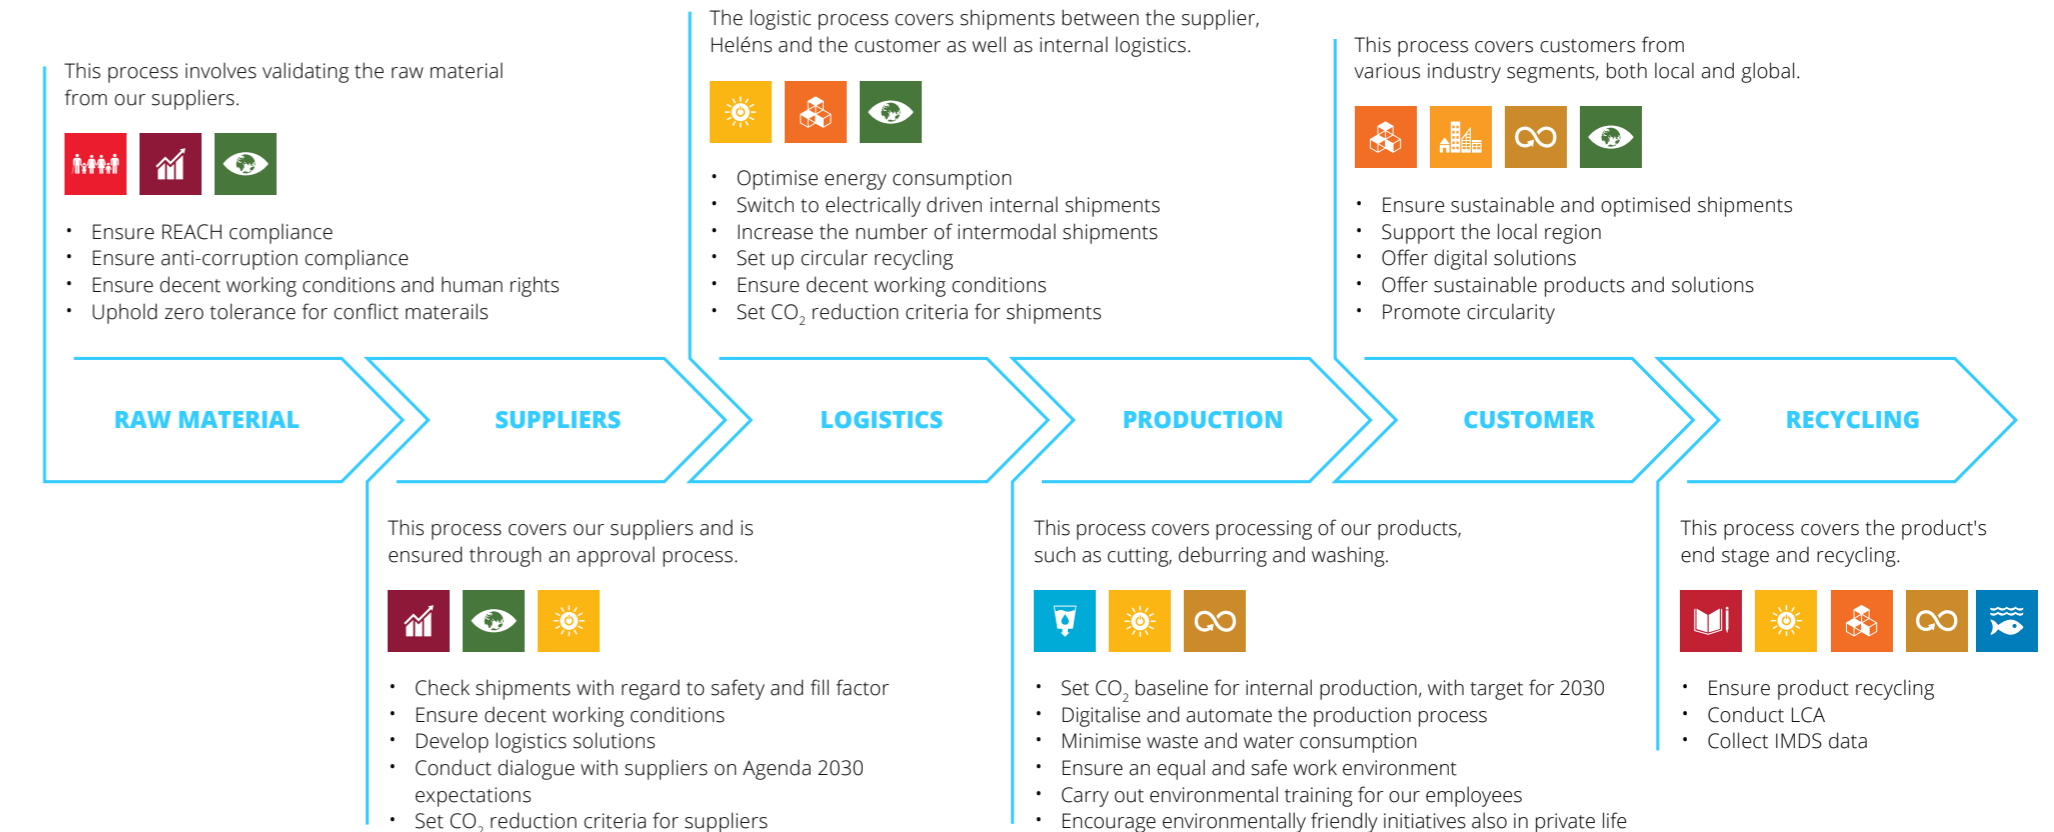 This process involves validating the raw material
from our suppliers.
• Ensure REACH compliance
• Ensure anti-corruption compliance
• Ensure decent working conditions and human rights
• Uphold zero tolerance for conflict materails
The logistic process covers shipments between the supplier,
Heléns and the customer as well as internal logistics.
• Optimise energy consumption
• Switch to electrically driven internal shipments
• Increase the number of intermodal shipments
• Set up circular recycling
• Ensure decent working conditions
• Set CO₂ reduction criteria for shipments
This process covers customers from
various industry segments, both local and global.
• Ensure sustainable and optimised shipments
• Support the local region
• Offer digital solutions
• Offer sustainable products and solutions
• Promote circularity
RAW MATERIAL
SUPPLIERS
LOGISTICS
PRODUCTION
CUSTOMER
RECYCLING
This process covers our suppliers and is
ensured through an approval process.
• Check shipments with regard to safety and fill factor
• Ensure decent working conditions
• Develop logistics solutions
• Conduct dialogue with suppliers on Agenda 2030
expectations
• Set CO₂ reduction criteria for suppliers
This process covers processing of our products,
such as cutting, deburring and washing.
• Set CO₂ baseline for internal production, with target for 2030
• Digitalise and automate the production process
• Minimise waste and water consumption
• Ensure an equal and safe work environment
• Carry out environmental training for our employees
• Encourage environmentally friendly initiatives also in private life
This process covers the product's
end stage and recycling.
• Ensure product recycling
• Conduct LCA
• Collect IMDS data